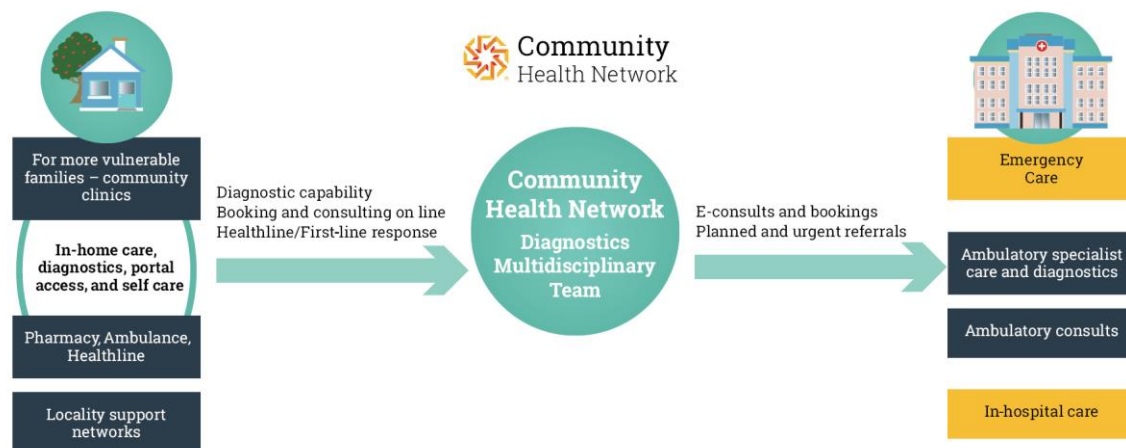 Community
Health Network
For more vulnerable
families – community
clinics
In-home care,
diagnostics, portal
access, and self care
Pharmacy, Ambulance,
Healthline
Locality support
networks
Diagnostic capability
Booking and consulting on line
Healthline/First-line response
Community
Health Network
Diagnostics
Multidisciplinary
Team
E-consults and bookings
Planned and urgent referrals
Emergency
Care
Ambulatory specialist
care and diagnostics
Ambulatory consults
In-hospital care